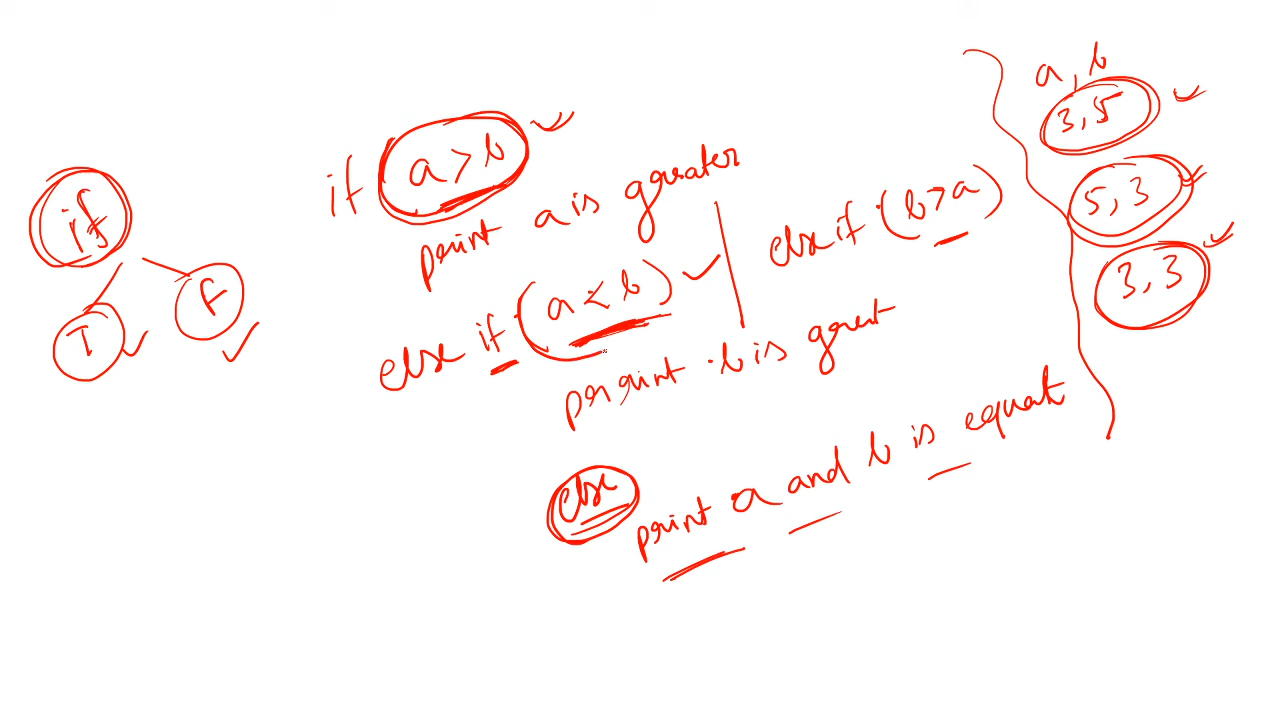 if
T
F
if a > b
print a is greater
else if (a < b)
else if (b > a)
print b is great
else
print a and b is equal
a, b
3, 5
5, 3
3, 3